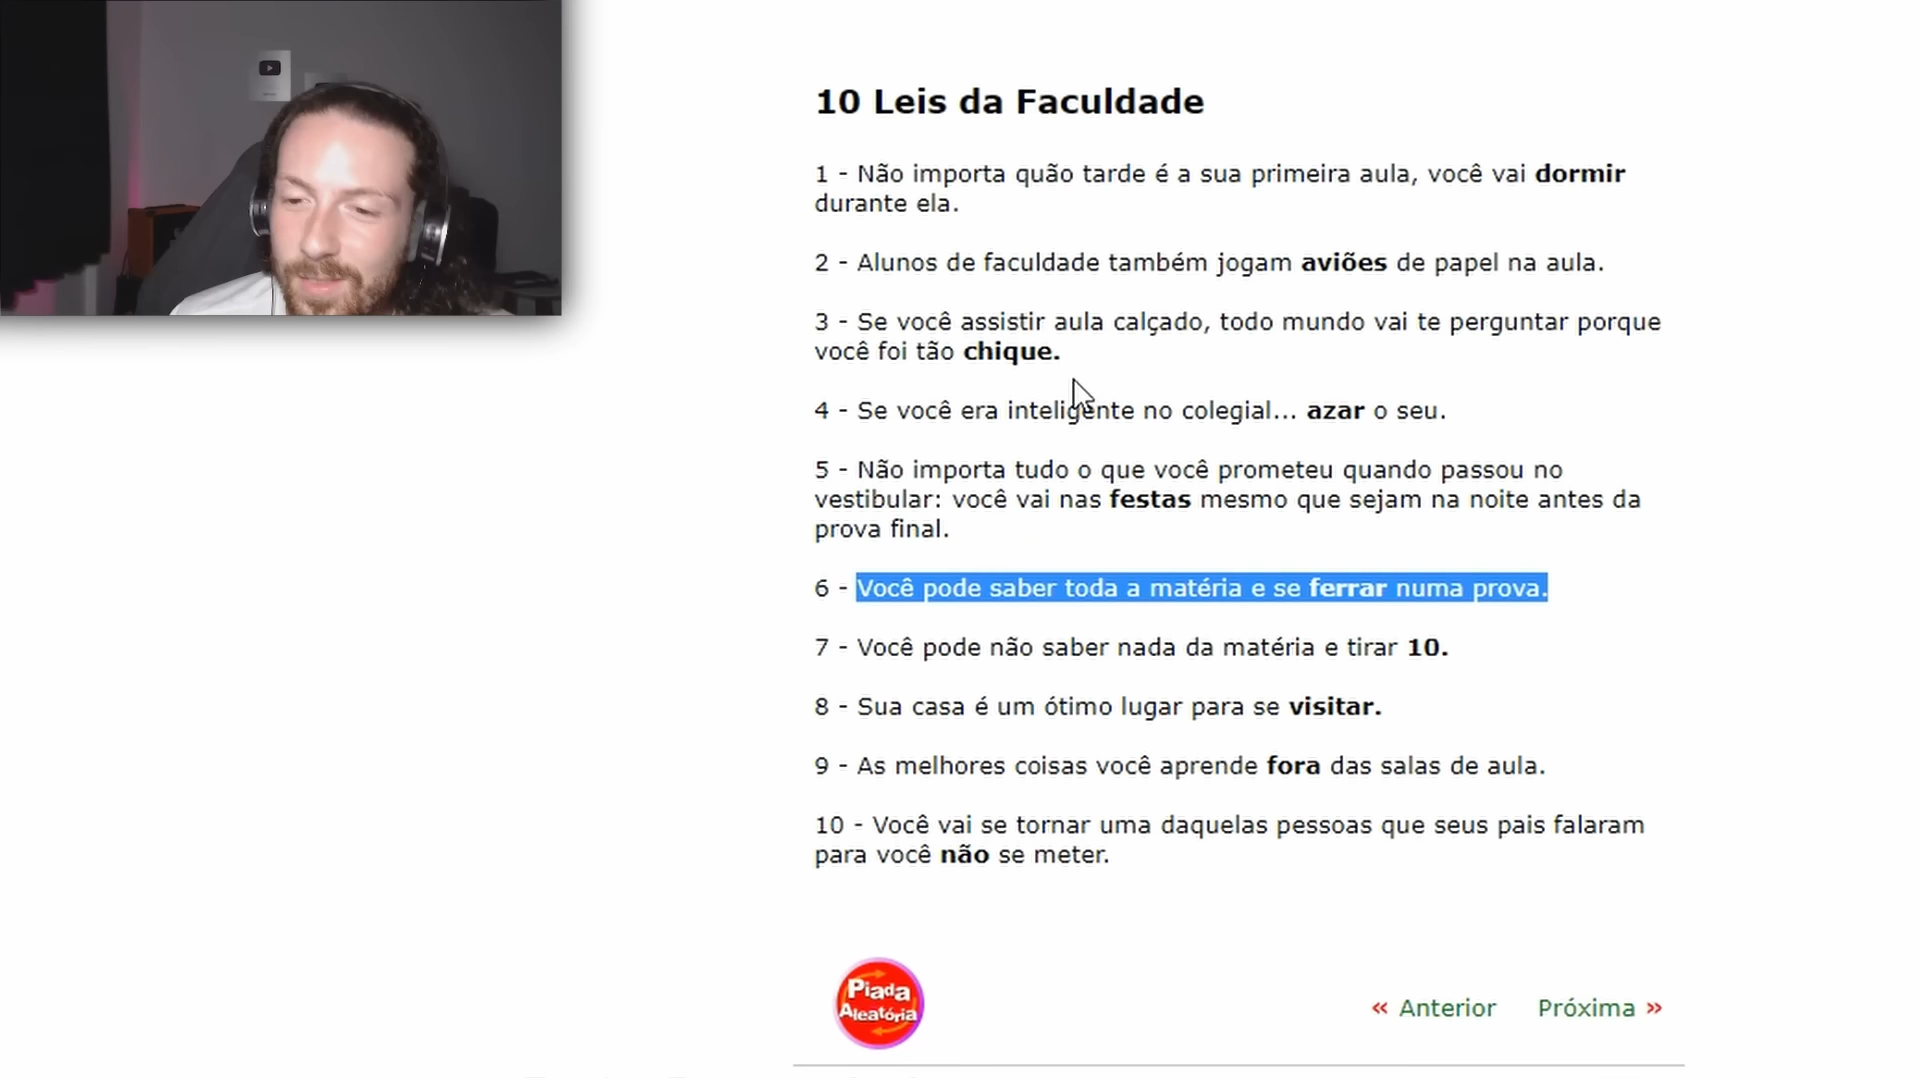 10 Leis da Faculdade
1 - Não importa quão tarde é a sua primeira aula, você vai dormir
durante ela.
2 - Alunos de faculdade também jogam aviões de papel na aula.
3 - Se você assistir aula calçado, todo mundo vai te perguntar porque
você foi tão chique.
4 - Se você era inteligente no colegial... azar o seu.
5 - Não importa tudo o que você prometeu quando passou no
vestibular: você vai nas festas mesmo que sejam na noite antes da
prova final.
6 - Você pode saber toda a matéria e se ferrar numa prova.
7 - Você pode não saber nada da matéria e tirar 10.
8 - Sua casa é um ótimo lugar para se visitar.
9 - As melhores coisas você aprende fora das salas de aula.
10 - Você vai se tornar uma daquelas pessoas que seus pais falaram
para você não se meter.
Piada
Aleatória
« Anterior Próxima »